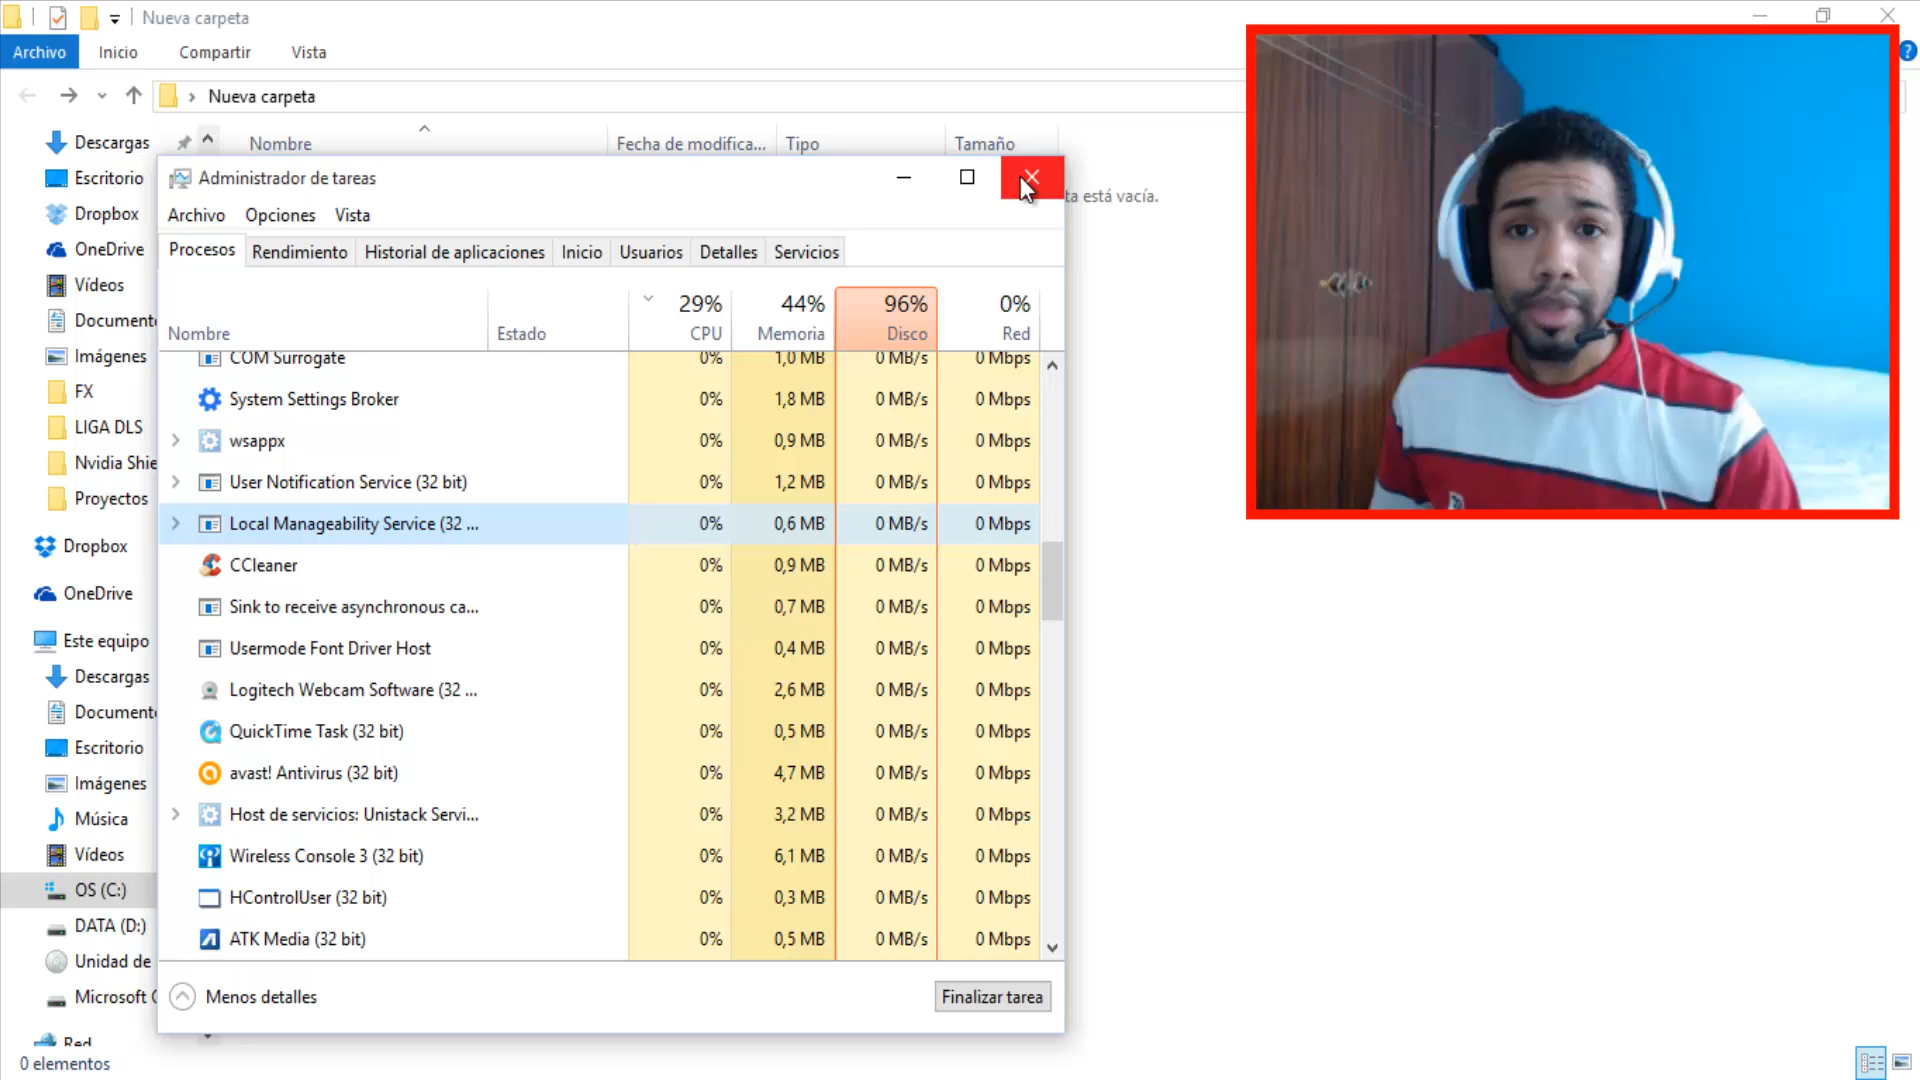 Nueva carpeta
Archivo Inicio Compartir Vista
Nueva carpeta
Nombre Fecha de modifica... Tipo Tamaño
ta está vacía.
Descargas
Escritorio
Dropbox
OneDrive
Vídeos
Document
Imágenes
FX
LIGA DLS
Nvidia Shie
Proyectos
Dropbox
OneDrive
Este equipo
Descargas
Document
Escritorio
Imágenes
Música
Vídeos
OS (C:)
DATA (D:)
Unidad de
Microsoft
Red
0 elementos
Administrador de tareas
Archivo Opciones Vista
Procesos Rendimiento Historial de aplicaciones Inicio Usuarios Detalles Servicios
29% 44% 96% 0%
Nombre Estado CPU Memoria Disco Red
COM Surrogate 0% 1,0 MB 0 MB/s 0 Mbps
System Settings Broker 0% 1,8 MB 0 MB/s 0 Mbps
wsappx 0% 0,9 MB 0 MB/s 0 Mbps
User Notification Service (32 bit) 0% 1,2 MB 0 MB/s 0 Mbps
Local Manageability Service (32 ... 0% 0,6 MB 0 MB/s 0 Mbps
CCleaner 0% 0,9 MB 0 MB/s 0 Mbps
Sink to receive asynchronous ca... 0% 0,7 MB 0 MB/s 0 Mbps
Usermode Font Driver Host 0% 0,4 MB 0 MB/s 0 Mbps
Logitech Webcam Software (32 ... 0% 2,6 MB 0 MB/s 0 Mbps
QuickTime Task (32 bit) 0% 0,5 MB 0 MB/s 0 Mbps
avast! Antivirus (32 bit) 0% 4,7 MB 0 MB/s 0 Mbps
Host de servicios: Unistack Servi... 0% 3,2 MB 0 MB/s 0 Mbps
Wireless Console 3 (32 bit) 0% 6,1 MB 0 MB/s 0 Mbps
HControlUser (32 bit) 0% 0,3 MB 0 MB/s 0 Mbps
ATK Media (32 bit) 0% 0,5 MB 0 MB/s 0 Mbps
Menos detalles Finalizar tarea